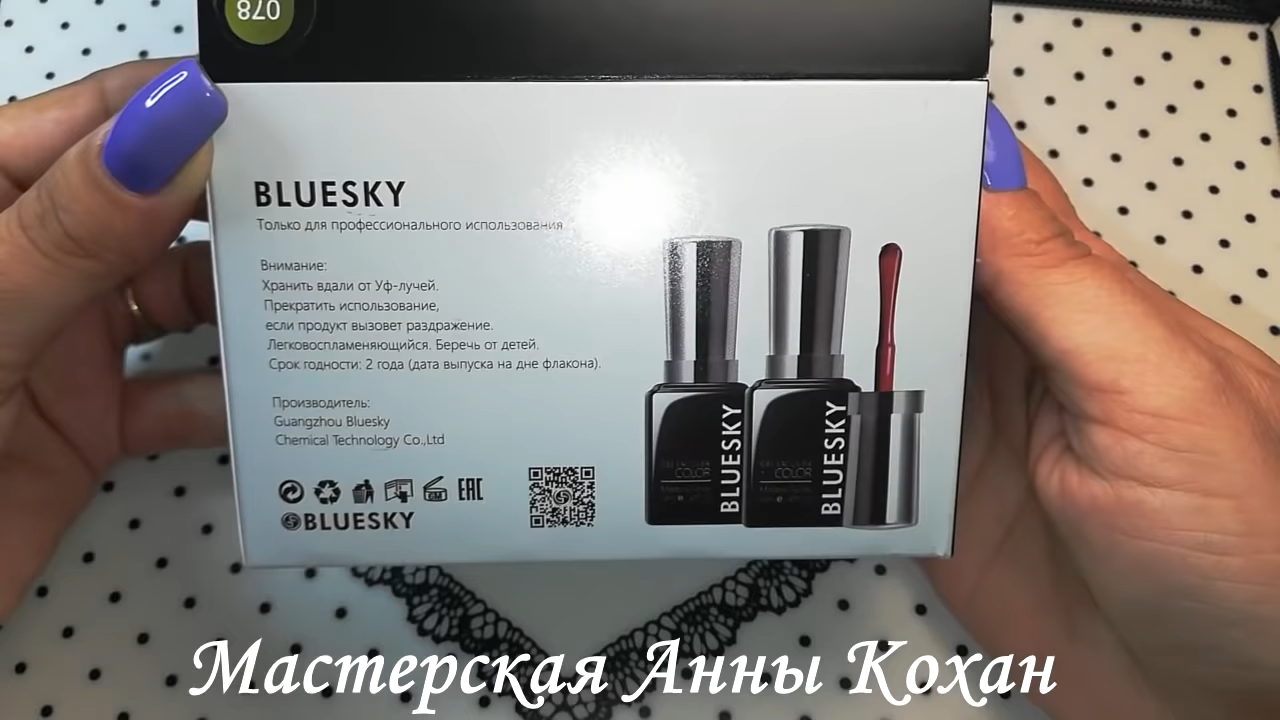 078
BLUESKY
Только для профессионального использования
Внимание:
Хранить вдали от Уф-лучей.
Прекратить использование,
если продукт вызовет раздражение.
Легковоспламеняющийся. Беречь от детей.
Срок годности: 2 года (дата выпуска на дне флакона).
Производитель:
Guangzhou Bluesky
Chemical Technology Co.,Ltd
6M EAC
BLUESKY
BLUESKY
COLOR
BLUESKY
COLOR
Мастерская Анны Кохан